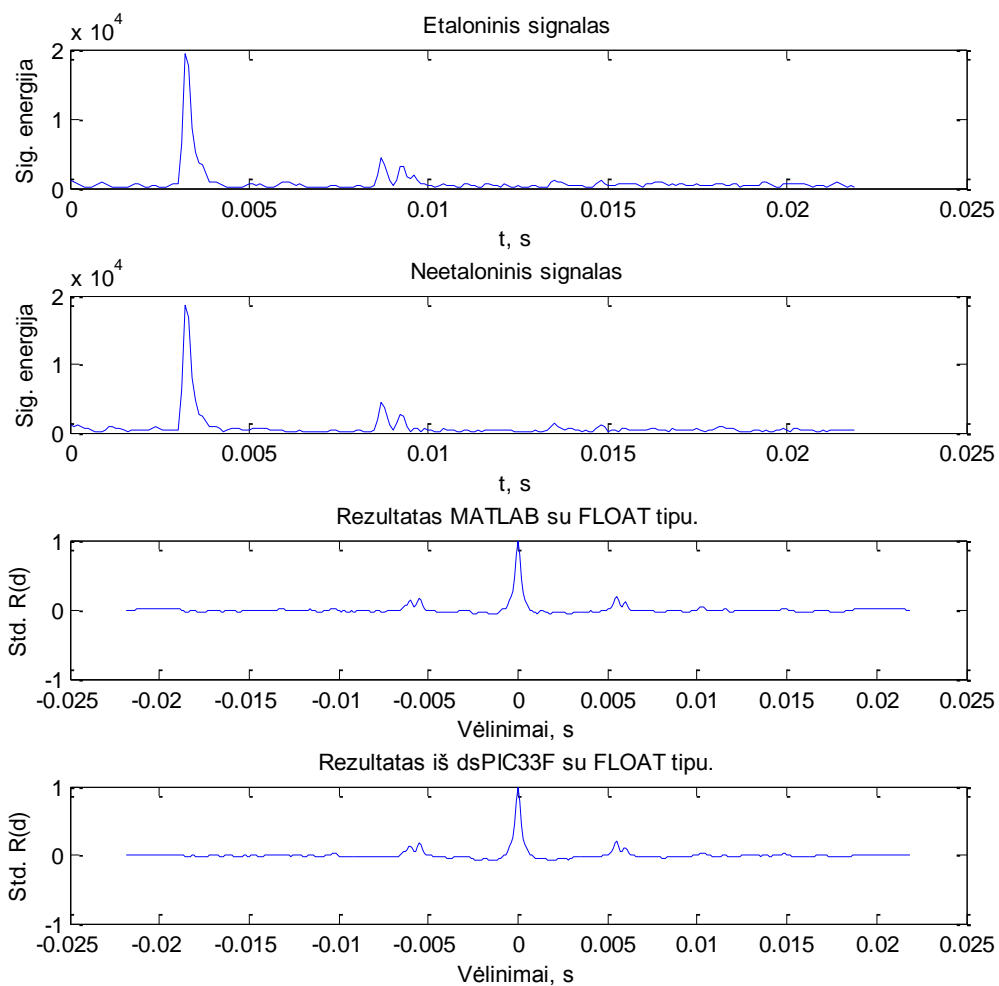 Etaloninis signalas
x 10^4
2
1
0
Sig. energija
0 0.005 0.01 0.015 0.02 0.025
t, s
Neetaloninis signalas
x 10^4
2
1
0
Sig. energija
0 0.005 0.01 0.015 0.02 0.025
t, s
Rezultatas MATLAB su FLOAT tipu.
1
0
-1
Std. R(d)
-0.025 -0.02 -0.015 -0.01 -0.005 0 0.005 0.01 0.015 0.02 0.025
Vėlinimai, s
Rezultatas iš dsPIC33F su FLOAT tipu.
1
0
-1
Std. R(d)
-0.025 -0.02 -0.015 -0.01 -0.005 0 0.005 0.01 0.015 0.02 0.025
Vėlinimai, s